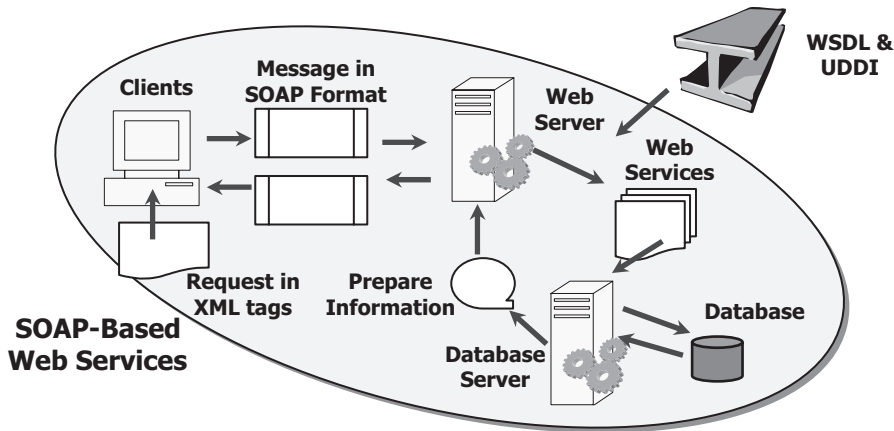 WSDL &
UDDI
Message in
SOAP Format
Clients
Web
Server
Web
Services
Request in
XML tags
Prepare
Information
Database
SOAP-Based
Web Services
Database
Server